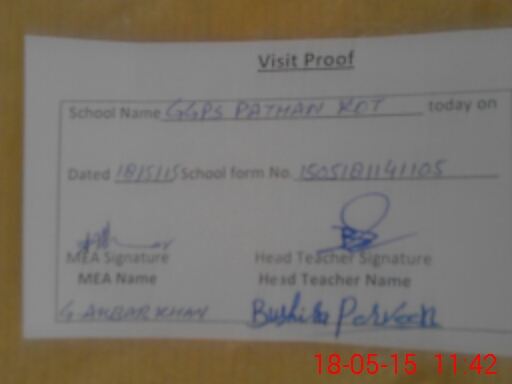 Visit Proof
School Name GGPS PATHAN KOT today on
Dated 18/5/15 School form No. 1505181141105
MEA Signature Head Teacher Signature
MEA Name Head Teacher Name
G. AKBAR KHAN Bushra Parveen
18-05-15 11:42